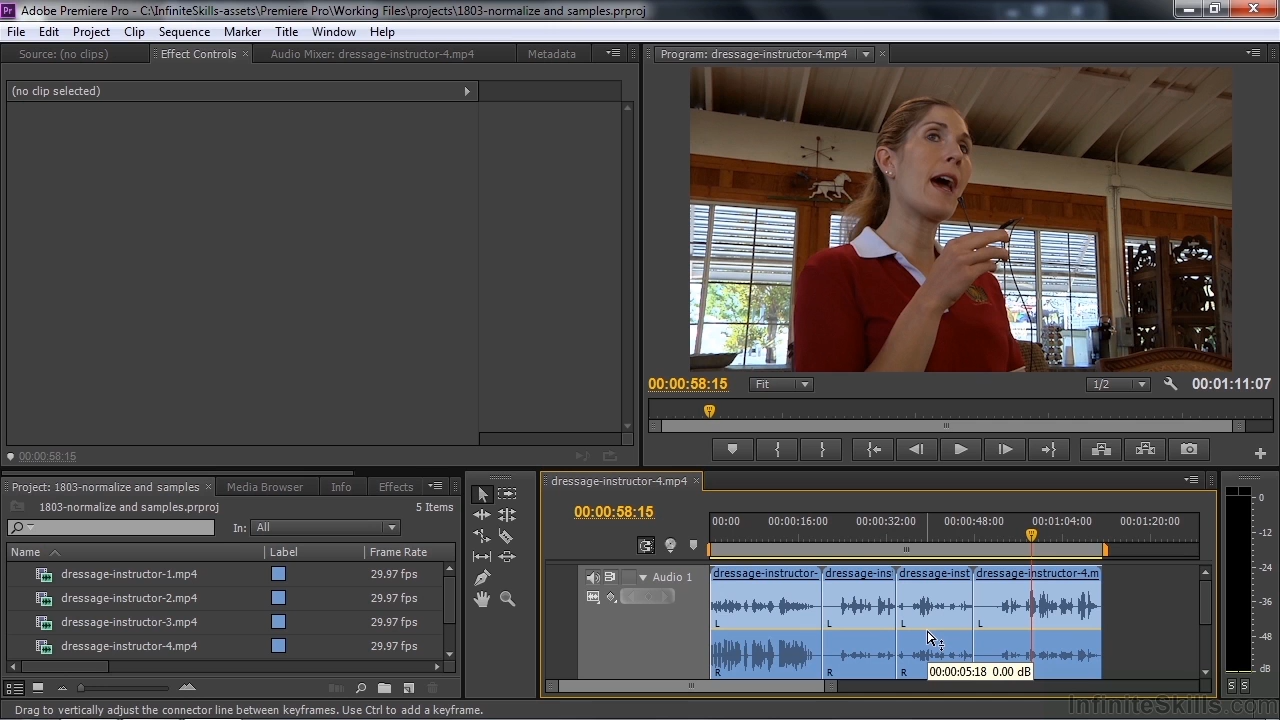 Pr Adobe Premiere Pro - C:\InfiniteSkills-assets\Premiere Pro\Working Files\projects\1803-normalize and samples.prproj
File Edit Project Clip Sequence Marker Title Window Help
Source: (no clips) Effect Controls × Audio Mixer: dressage-instructor-4.mp4 Metadata
Program: dressage-instructor-4.mp4 ×
(no clip selected)
00:00:58:15 Fit 1/2 00:01:11:07
00:00:58:15
Project: 1803-normalize and samples × Media Browser Info Effects
1803-normalize and samples.prproj 5 Items
In: All
Name Label Frame Rate
dressage-instructor-1.mp4 29.97 fps
dressage-instructor-2.mp4 29.97 fps
dressage-instructor-3.mp4 29.97 fps
dressage-instructor-4.mp4 29.97 fps
dressage-instructor-4.mp4 ×
00:00:58:15
00:00 00:00:16:00 00:00:32:00 00:00:48:00 00:01:04:00 00:01:20:00
Audio 1
dressage-instructor- dressage-ins dressage-inst dressage-instructor-4.m
L L L L
R R R
00:00:05:18 0.00 dB
0
-12
-24
-36
-48
dB
S S
Drag to vertically adjust the connector line between keyframes. Use Ctrl to add a keyframe.
InfiniteSkills.com